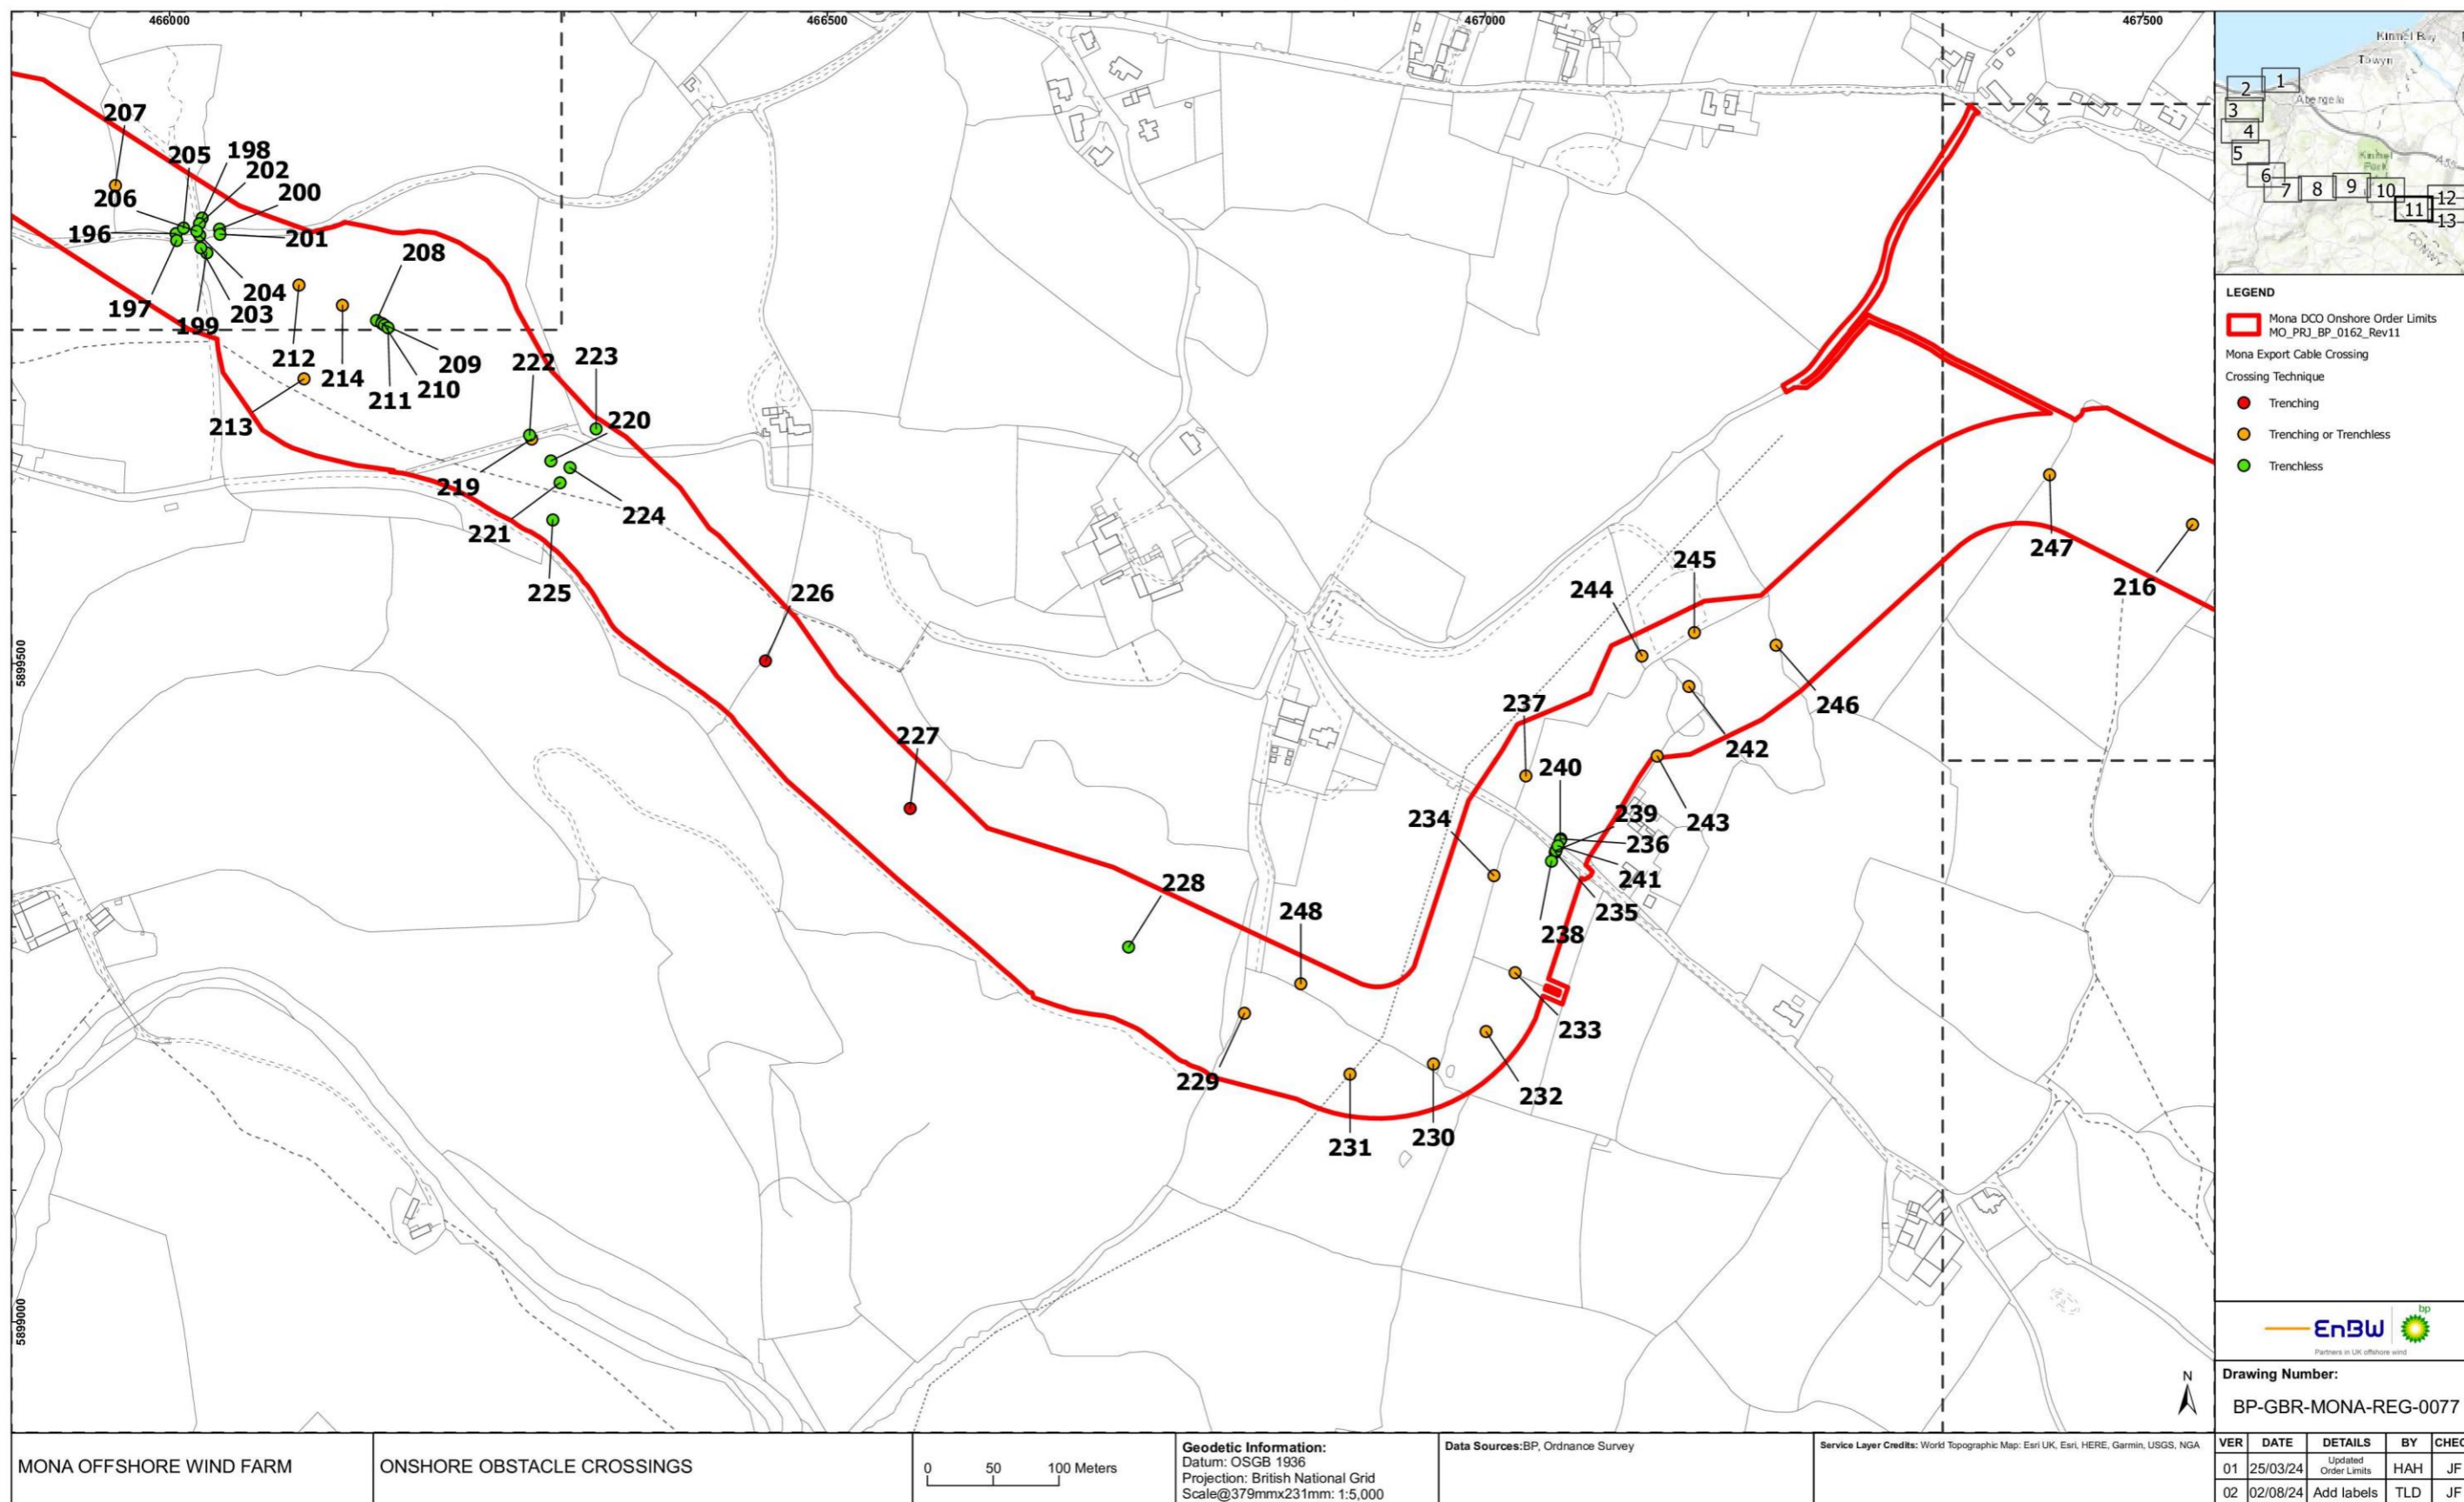 466000
466500
467000
467500
207
205
198
202
200
206
196
201
208
204
197
203
199
212
214
209
210
211
213
222
223
220
219
224
221
225
226
227
228
248
229
231
230
232
233
234
237
240
239
236
241
235
238
243
242
244
245
246
247
216
5899500
5899000
Kinmel Bay
Towyn
1
2
3
4
5
6
7
8
9
10
11
12
13
Kinmel
Park
CONWY
LEGEND
Mona DCO Onshore Order Limits
MO_PRJ_BP_0162_Rev11
Mona Export Cable Crossing
Crossing Technique
Trenching
Trenching or Trenchless
Trenchless
EnBW
bp
Partners in UK offshore wind
N
Drawing Number:
BP-GBR-MONA-REG-0077
MONA OFFSHORE WIND FARM
ONSHORE OBSTACLE CROSSINGS
0 50 100 Meters
Geodetic Information:
Datum: OSGB 1936
Projection: British National Grid
Scale@379mmx231mm: 1:5,000
Data Sources:BP, Ordnance Survey
Service Layer Credits: World Topographic Map: Esri UK, Esri, HERE, Garmin, USGS, NGA
VER DATE DETAILS BY CHEC
01 25/03/24 Updated Order Limits HAH JF
02 02/08/24 Add labels TLD JF